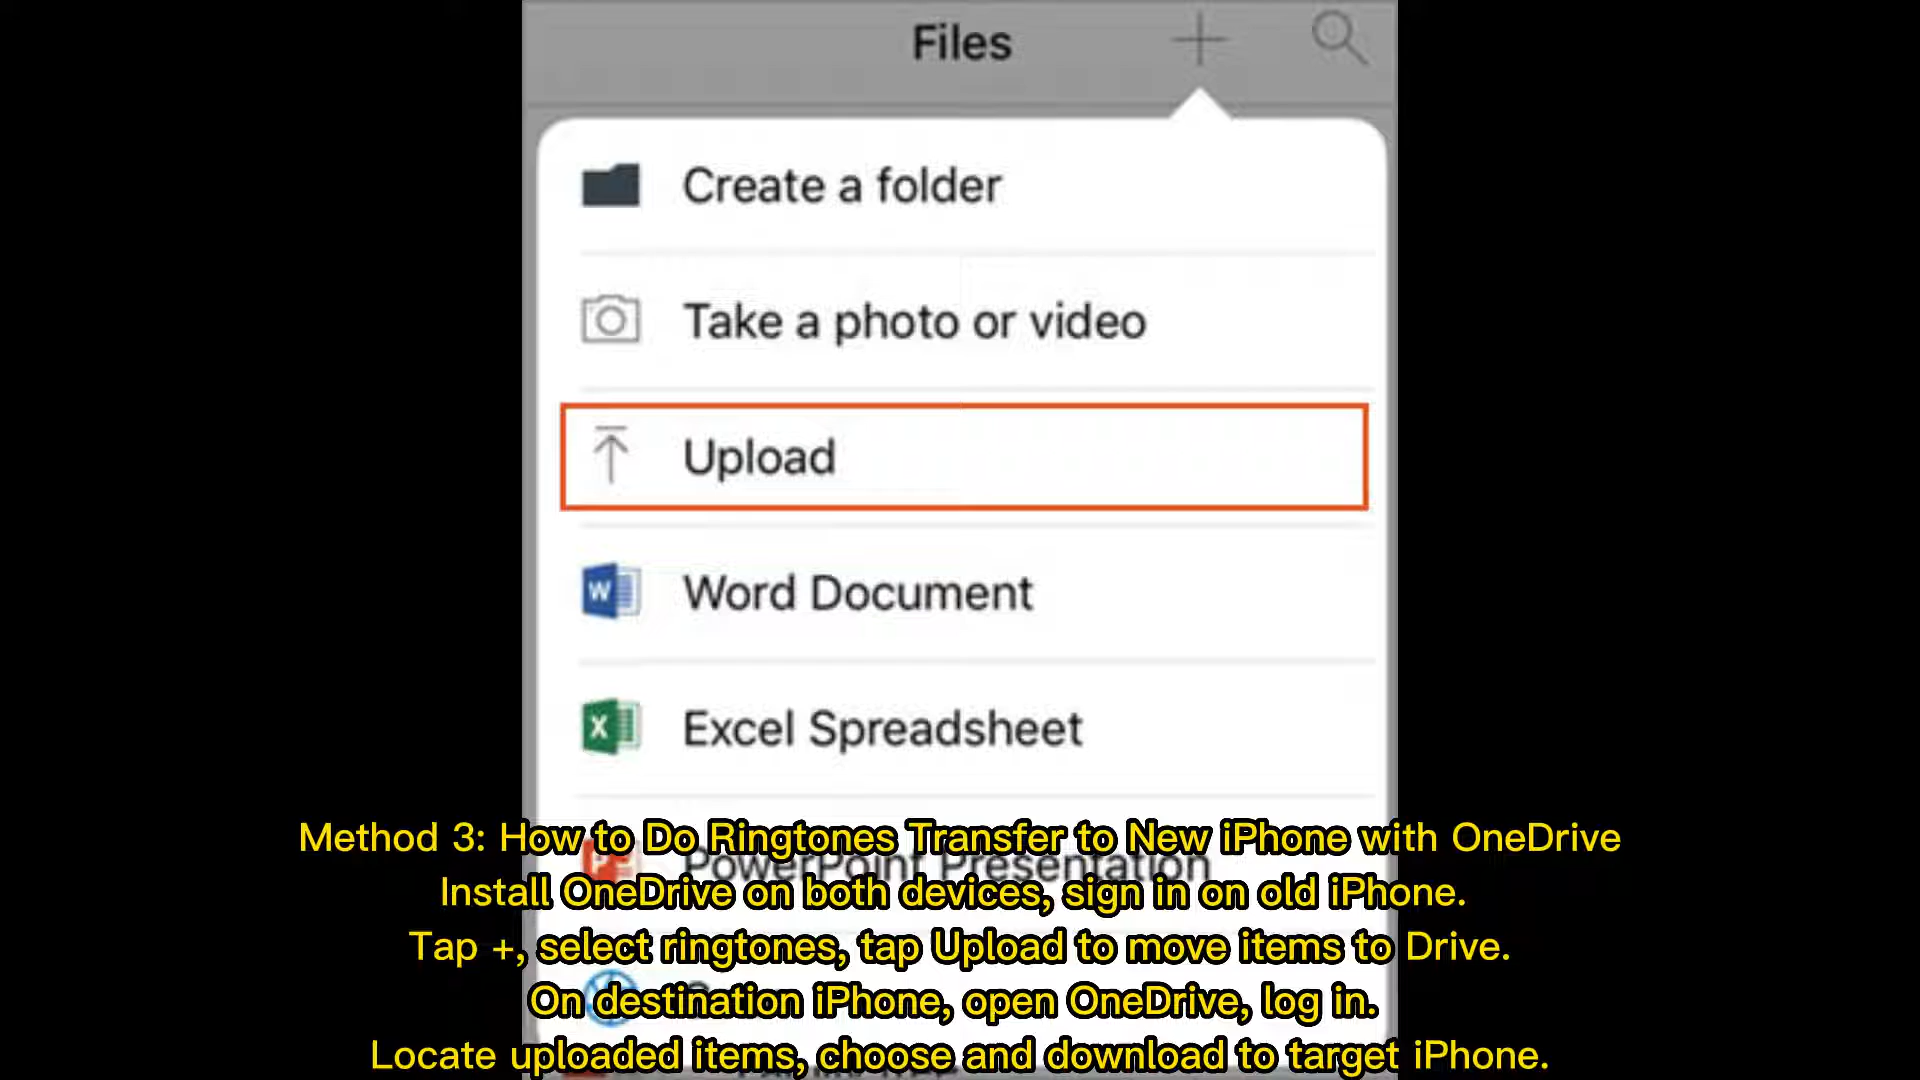 Files
Create a folder
Take a photo or video
Upload
Word Document
Excel Spreadsheet
PowerPoint Presentation
Method 3: How to Do Ringtones Transfer to New iPhone with OneDrive
Install OneDrive on both devices, sign in on old iPhone.
Tap +, select ringtones, tap Upload to move items to Drive.
On destination iPhone, open OneDrive, log in.
Locate uploaded items, choose and download to target iPhone.